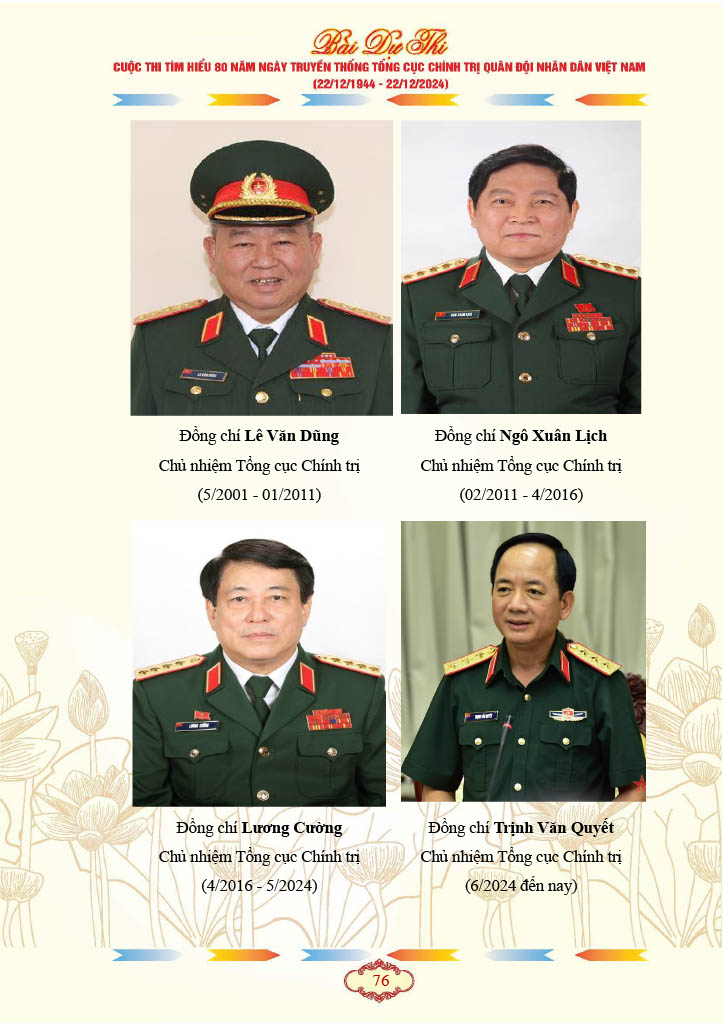 Bài Dự Thi
CUỘC THI TÌM HIỂU 80 NĂM NGÀY TRUYỀN THỐNG TỔNG CỤC CHÍNH TRỊ QUÂN ĐỘI NHÂN DÂN VIỆT NAM
(22/12/1944 - 22/12/2024)
Đồng chí Lê Văn Dũng
Chủ nhiệm Tổng cục Chính trị
(5/2001 - 01/2011)
Đồng chí Ngô Xuân Lịch
Chủ nhiệm Tổng cục Chính trị
(02/2011 - 4/2016)
Đồng chí Lương Cường
Chủ nhiệm Tổng cục Chính trị
(4/2016 - 5/2024)
Đồng chí Trịnh Văn Quyết
Chủ nhiệm Tổng cục Chính trị
(6/2024 đến nay)
76